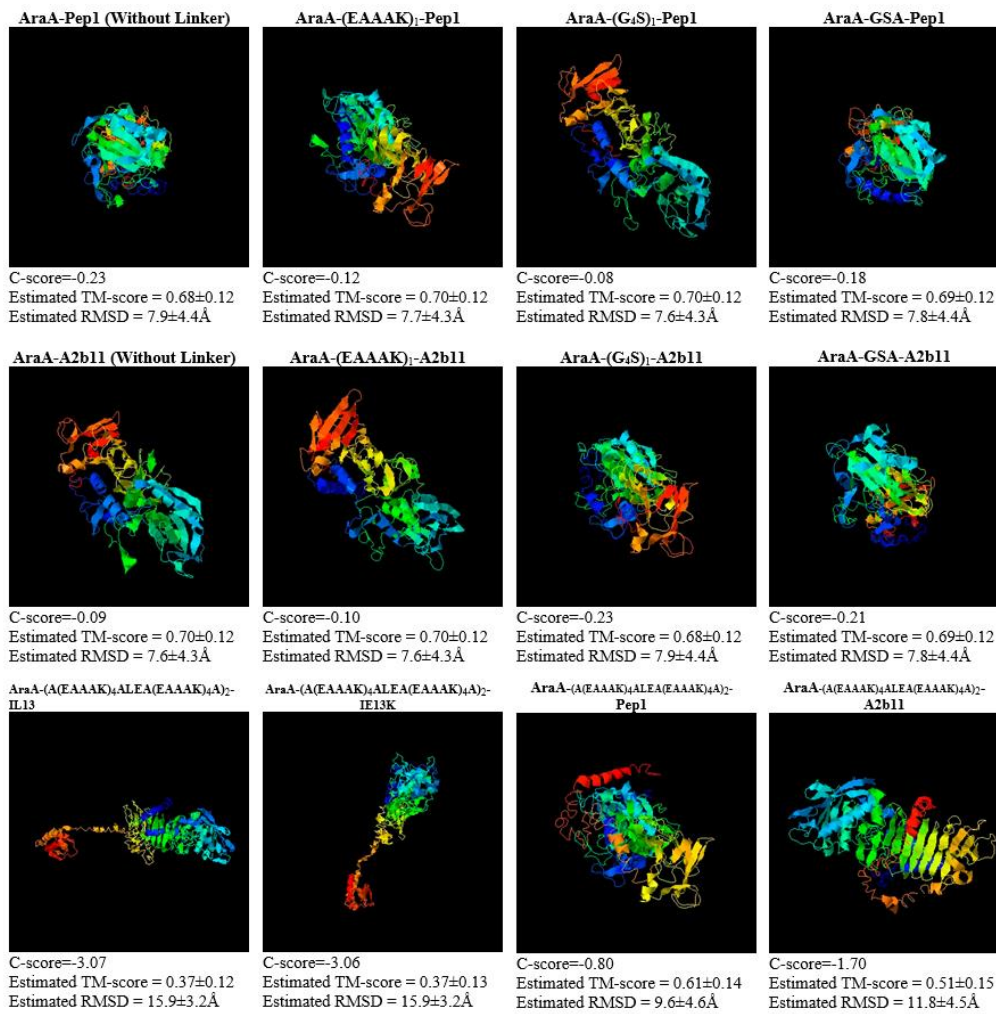 AraA-Pep1 (Without Linker)
AraA-(EAAAK)₁-Pep1
AraA-(G₄S)₁-Pep1
AraA-GSA-Pep1
C-score=-0.23
Estimated TM-score = 0.68±0.12
Estimated RMSD = 7.9±4.4Å
C-score=-0.12
Estimated TM-score = 0.70±0.12
Estimated RMSD = 7.7±4.3Å
C-score=-0.08
Estimated TM-score = 0.70±0.12
Estimated RMSD = 7.6±4.3Å
C-score=-0.18
Estimated TM-score = 0.69±0.12
Estimated RMSD = 7.8±4.4Å
AraA-A2b11 (Without Linker)
AraA-(EAAAK)₁-A2b11
AraA-(G₄S)₁-A2b11
AraA-GSA-A2b11
C-score=-0.09
Estimated TM-score = 0.70±0.12
Estimated RMSD = 7.6±4.3Å
C-score=-0.10
Estimated TM-score = 0.70±0.12
Estimated RMSD = 7.6±4.3Å
C-score=-0.23
Estimated TM-score = 0.68±0.12
Estimated RMSD = 7.9±4.4Å
C-score=-0.21
Estimated TM-score = 0.69±0.12
Estimated RMSD = 7.8±4.4Å
AraA-(A(EAAAK)₄ALEA(EAAAK)₄A)₂-
IL13
AraA-(A(EAAAK)₄ALEA(EAAAK)₄A)₂-
IE13K
AraA-(A(EAAAK)₄ALEA(EAAAK)₄A)₂-
Pep1
AraA-(A(EAAAK)₄ALEA(EAAAK)₄A)₂-
A2b11
C-score=-3.07
Estimated TM-score = 0.37±0.12
Estimated RMSD = 15.9±3.2Å
C-score=-3.06
Estimated TM-score = 0.37±0.13
Estimated RMSD = 15.9±3.2Å
C-score=-0.80
Estimated TM-score = 0.61±0.14
Estimated RMSD = 9.6±4.6Å
C-score=-1.70
Estimated TM-score = 0.51±0.15
Estimated RMSD = 11.8±4.5Å